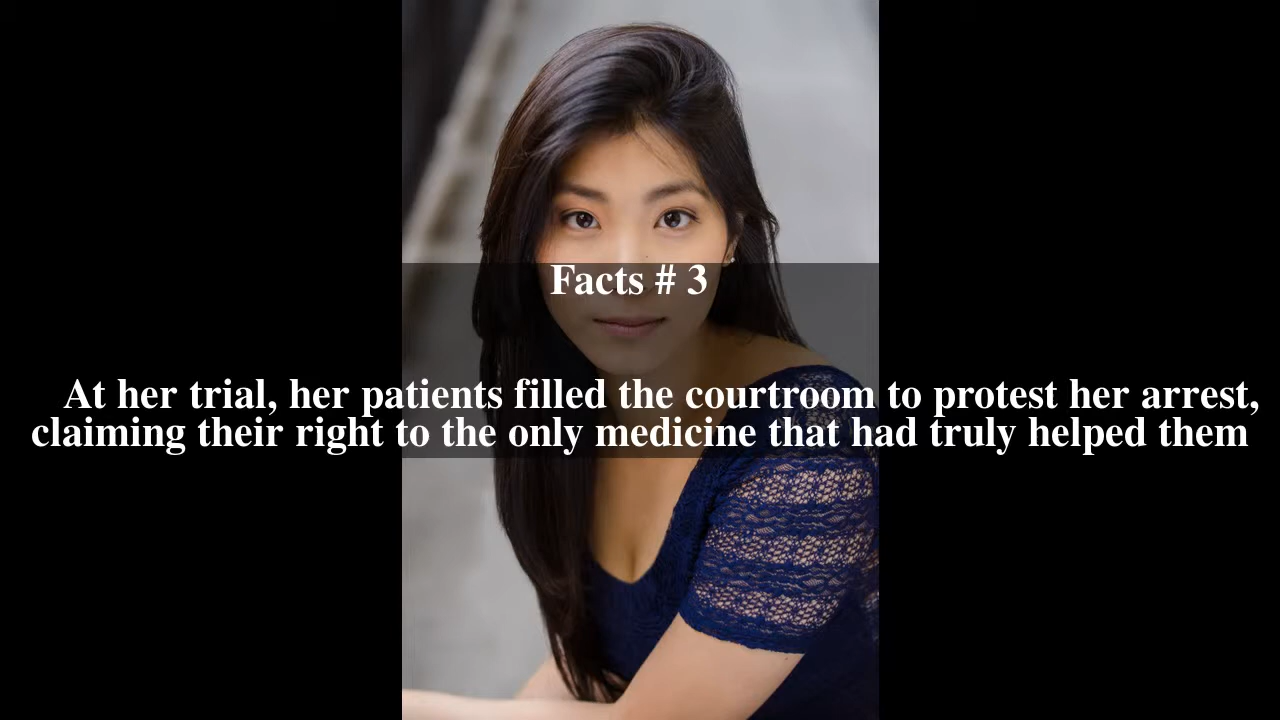 Facts # 3
At her trial, her patients filled the courtroom to protest her arrest,
claiming their right to the only medicine that had truly helped them